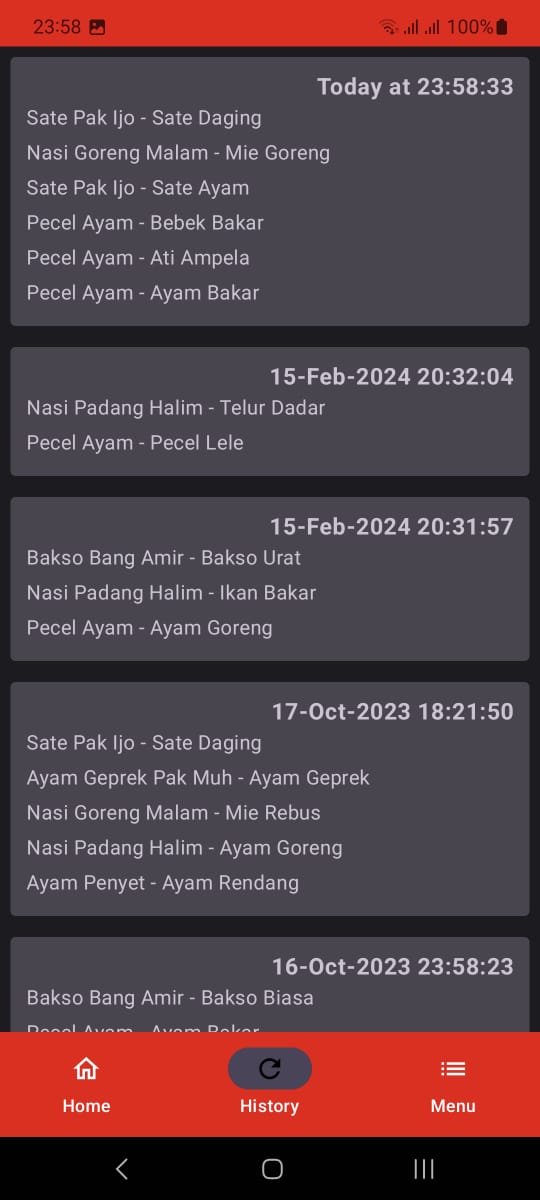 23:58
100%
Today at 23:58:33
Sate Pak Ijo - Sate Daging
Nasi Goreng Malam - Mie Goreng
Sate Pak Ijo - Sate Ayam
Pecel Ayam - Bebek Bakar
Pecel Ayam - Ati Ampela
Pecel Ayam - Ayam Bakar
15-Feb-2024 20:32:04
Nasi Padang Halim - Telur Dadar
Pecel Ayam - Pecel Lele
15-Feb-2024 20:31:57
Bakso Bang Amir - Bakso Urat
Nasi Padang Halim - Ikan Bakar
Pecel Ayam - Ayam Goreng
17-Oct-2023 18:21:50
Sate Pak Ijo - Sate Daging
Ayam Geprek Pak Muh - Ayam Geprek
Nasi Goreng Malam - Mie Rebus
Nasi Padang Halim - Ayam Goreng
Ayam Penyet - Ayam Rendang
16-Oct-2023 23:58:23
Bakso Bang Amir - Bakso Biasa
Pecel Ayam - Ayam Bakar
Home
History
Menu